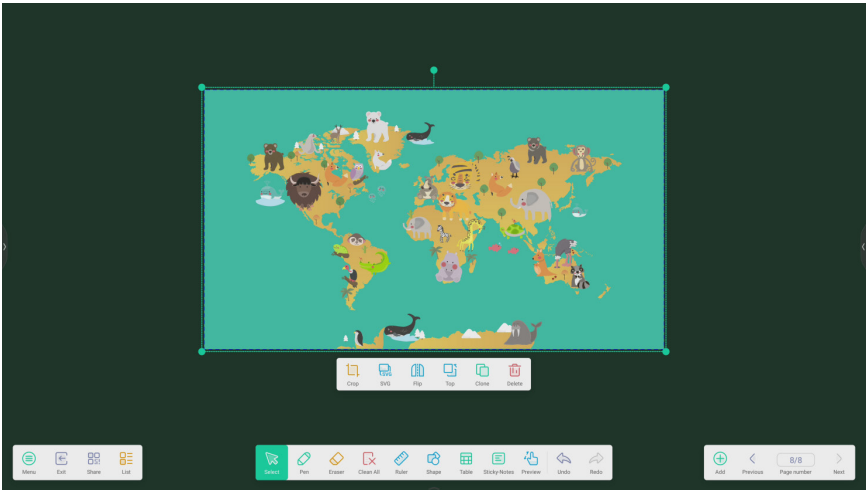 SVG
Crop SVG Flip Top Clone Delete
Menu Exit Share List
Select Pen Eraser Clean All Ruler Shape Table Sticky-Notes Preview Undo Redo
8/8
Add Previous Page number Next